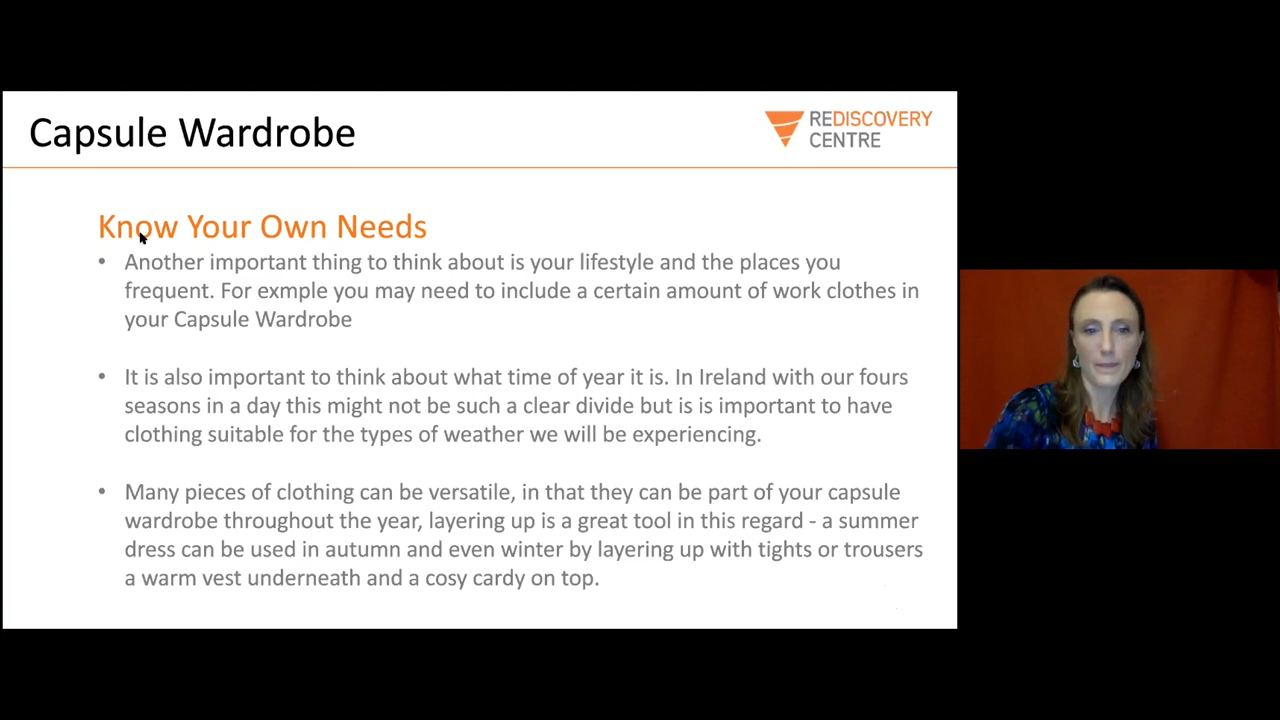 Capsule Wardrobe
REDISCOVERY
CENTRE
Know Your Own Needs
• Another important thing to think about is your lifestyle and the places you
frequent. For exmple you may need to include a certain amount of work clothes in
your Capsule Wardrobe
• It is also important to think about what time of year it is. In Ireland with our fours
seasons in a day this might not be such a clear divide but is is important to have
clothing suitable for the types of weather we will be experiencing.
• Many pieces of clothing can be versatile, in that they can be part of your capsule
wardrobe throughout the year, layering up is a great tool in this regard - a summer
dress can be used in autumn and even winter by layering up with tights or trousers
a warm vest underneath and a cosy cardy on top.